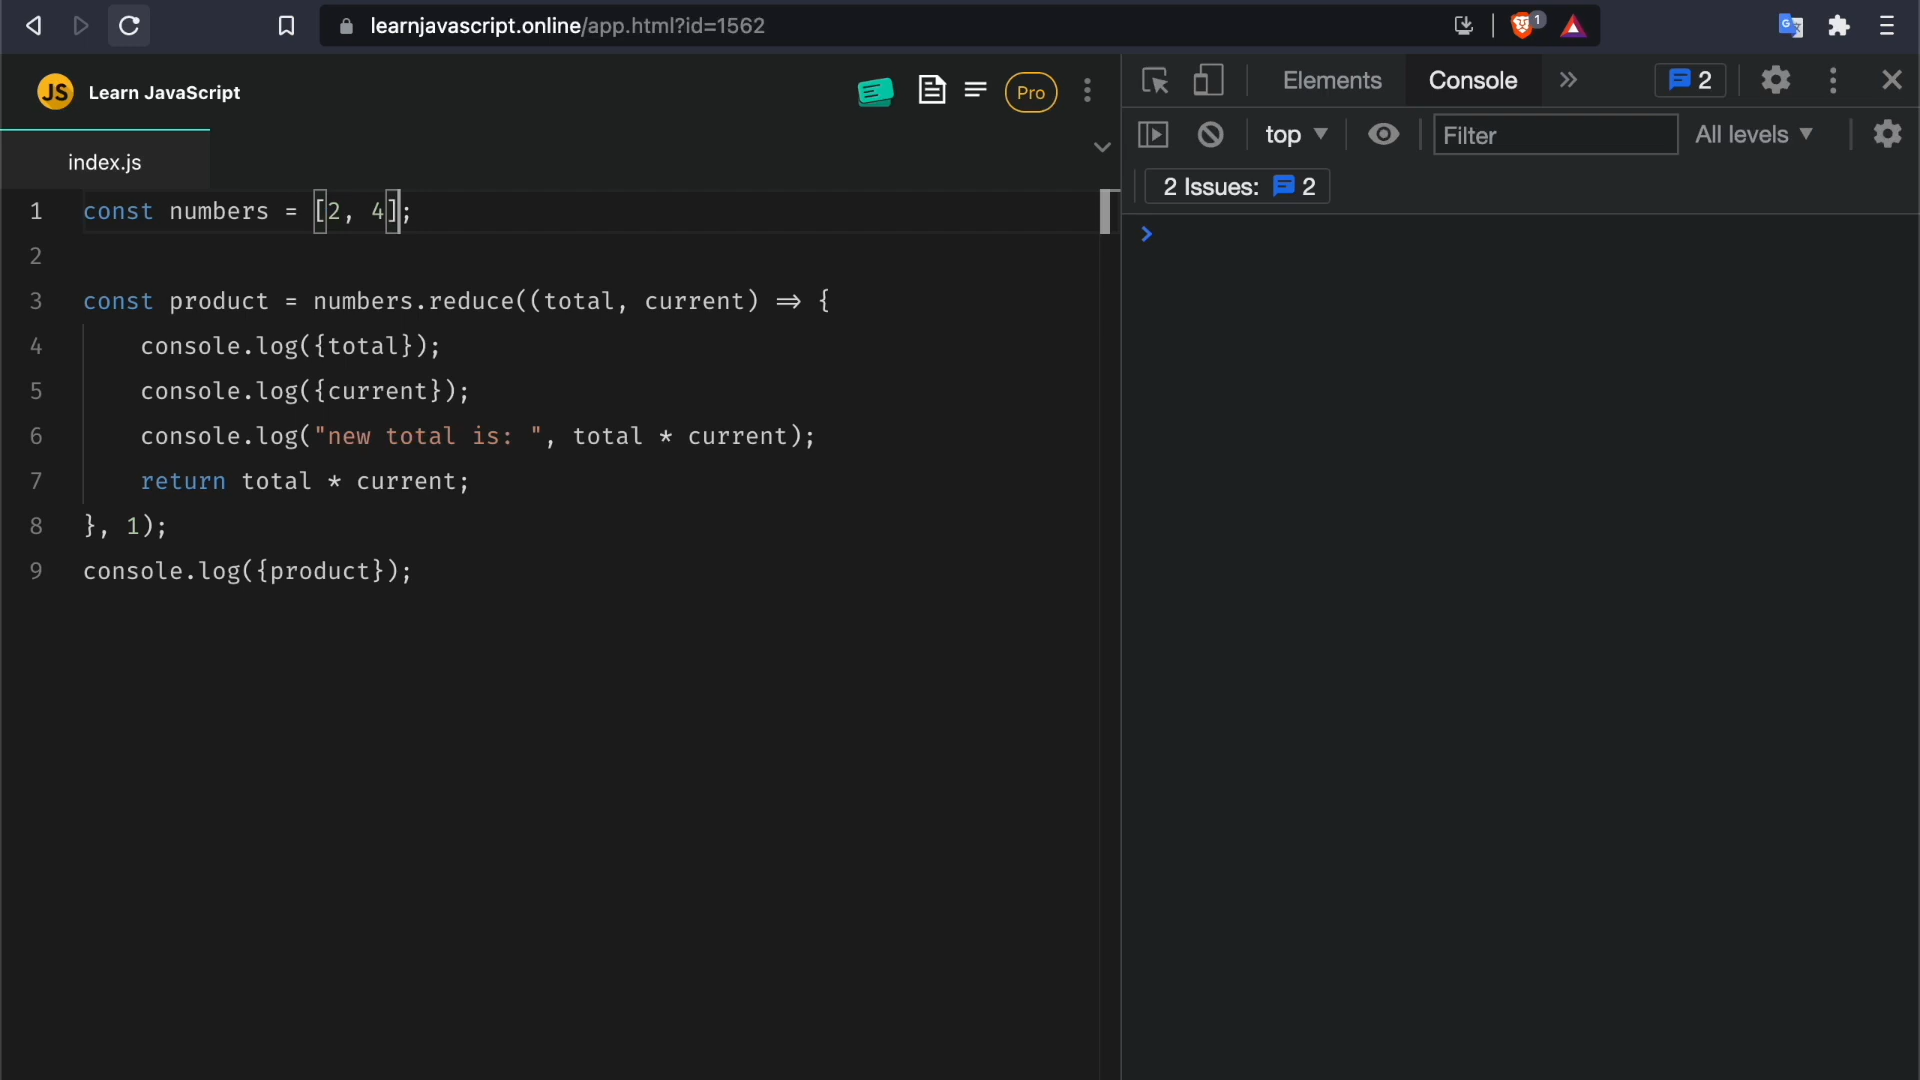 learnjavascript.online/app.html?id=1562
1
JS Learn JavaScript
Pro
Elements Console 2
top Filter All levels
index.js
2 Issues: 2
1 const numbers = [2, 4];
2
3 const product = numbers.reduce((total, current) => {
4 console.log({total});
5 console.log({current});
6 console.log("new total is: ", total * current);
7 return total * current;
8 }, 1);
9 console.log({product});